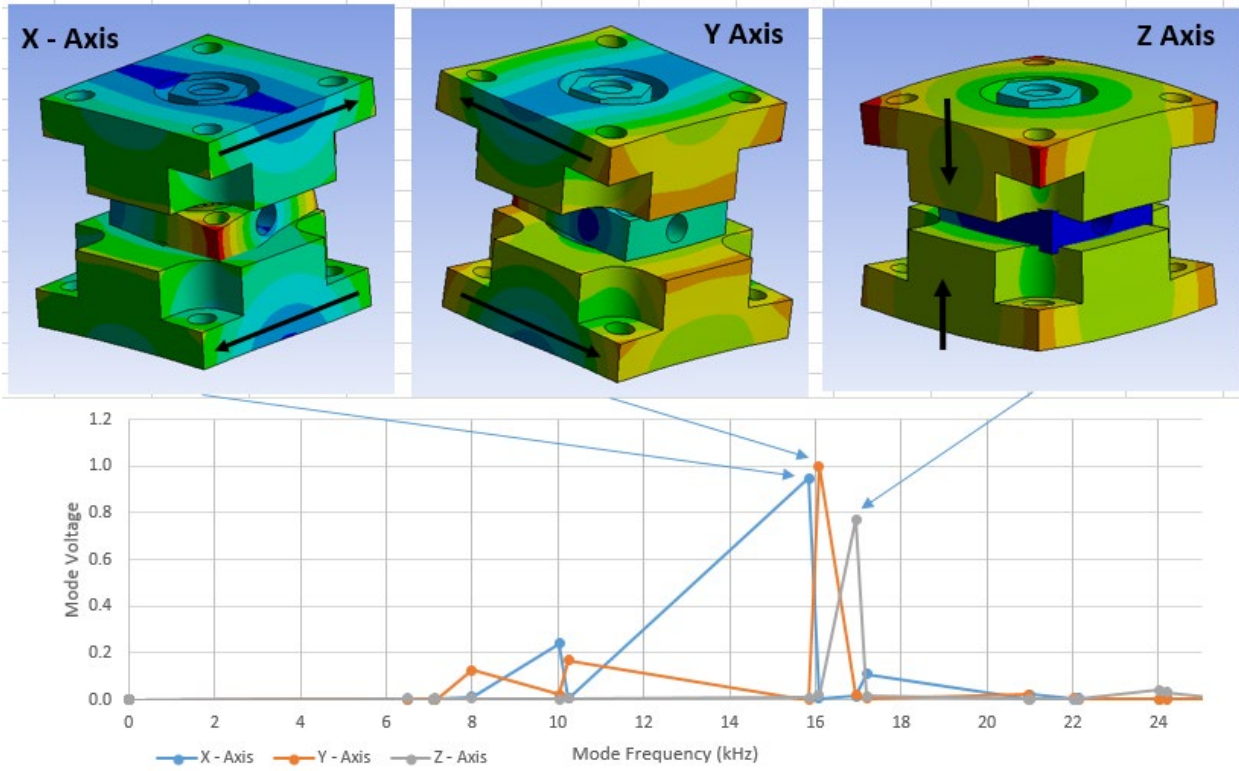 X - Axis
Y Axis
Z Axis
1.2
1.0
0.8
0.6
0.4
0.2
0.0
Mode Voltage
0 2 4 6 8 10 12 14 16 18 20 22 24
Mode Frequency (kHz)
X - Axis Y - Axis Z - Axis